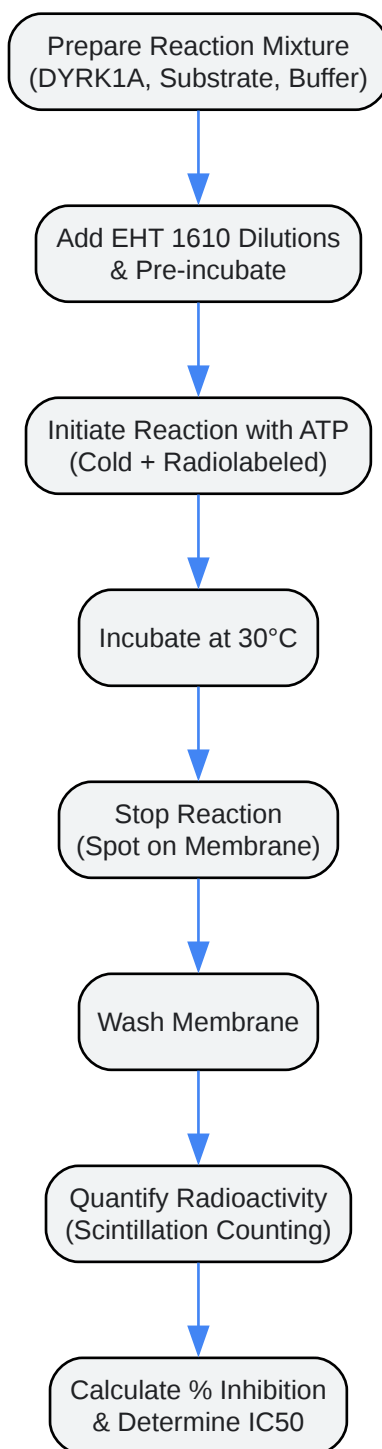 Prepare Reaction Mixture
(DYRK1A, Substrate, Buffer)
Add EHT 1610 Dilutions
& Pre-incubate
Initiate Reaction with ATP
(Cold + Radiolabeled)
Incubate at 30°C
Stop Reaction
(Spot on Membrane)
Wash Membrane
Quantify Radioactivity
(Scintillation Counting)
Calculate % Inhibition
& Determine IC50